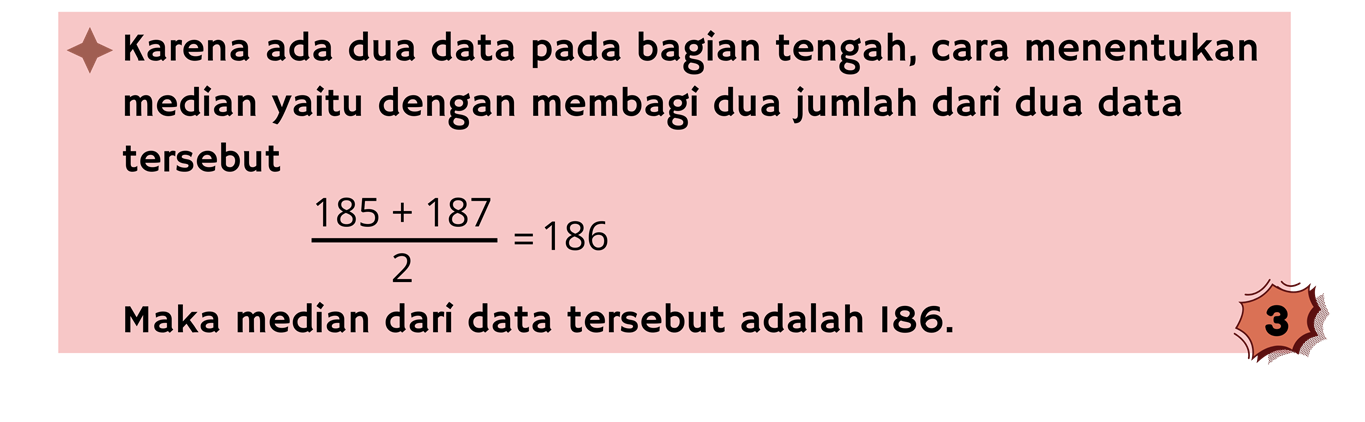 Karena ada dua data pada bagian tengah, cara menentukan
median yaitu dengan membagi dua jumlah dari dua data
tersebut
185 + 187
= 186
2
Maka median dari data tersebut adalah 186.
3